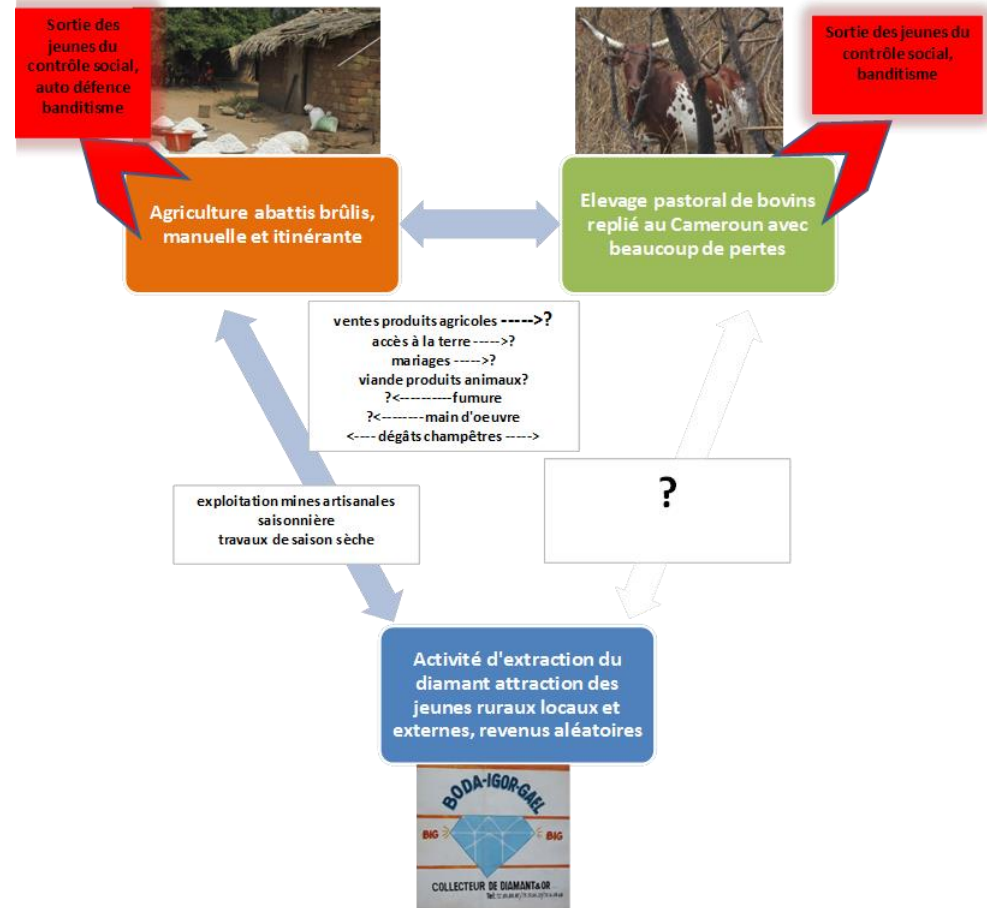 Sortie des
jeunes du
contrôle social,
auto défence
banditisme
Sortie des jeunes du
contrôle social,
banditisme
Agriculture abattis brûlis,
manuelle et itinérante
Elevage pastoral de bovins
replié au Cameroun avec
beaucoup de pertes
ventes produits agricoles ----->?
accès à la terre ----->?
mariages ----->?
viande produits animaux?
?<----------fumure
?<--------main d'oeuvre
<---- dégâts champêtres ----->
exploitation mines artisanales
saisonnière
travaux de saison sèche
?
Activité d'extraction du
diamant attraction des
jeunes ruraux locaux et
externes, revenus aléatoires
BODA-IGOR-GAEL
BIG BIG
COLLECTEUR DE DIAMANT&OR